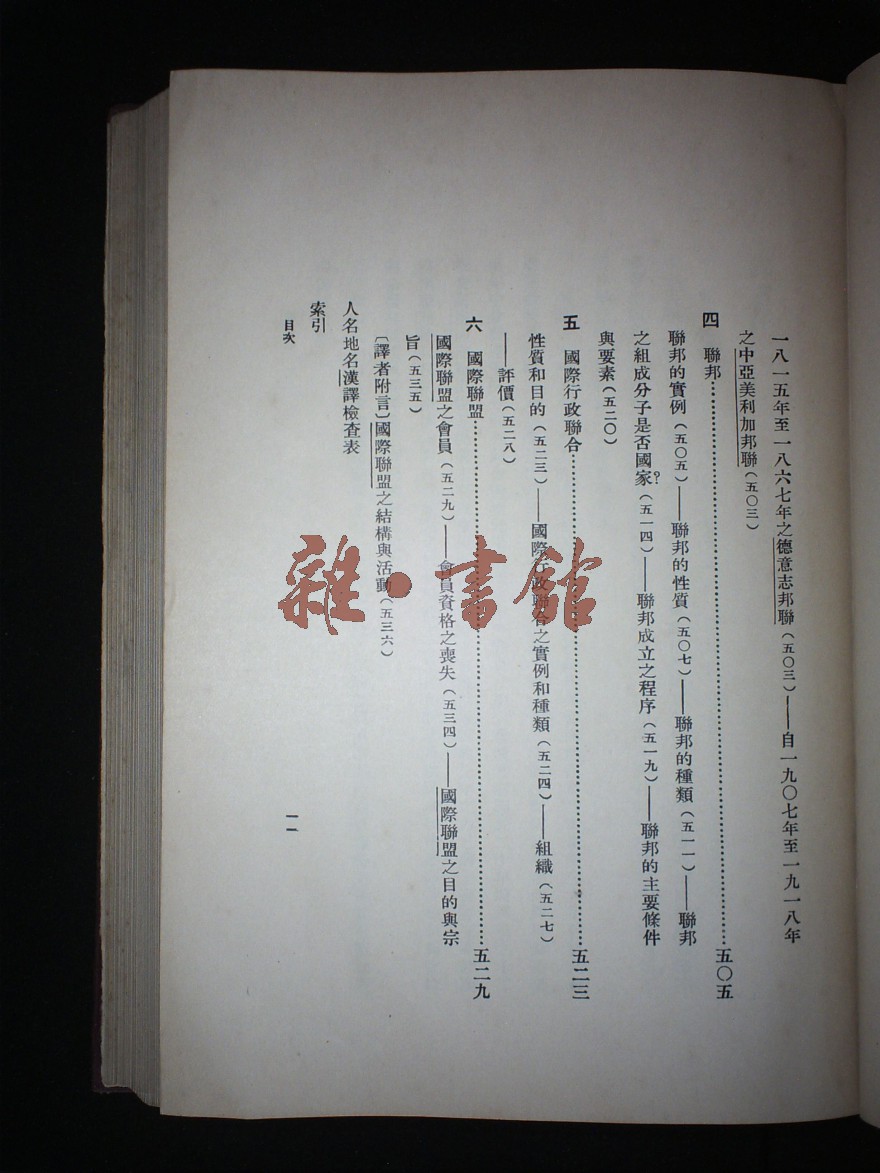 一八一五年至一八六七年之德意志邦聯（五〇三）——自一九〇七年至一九一八年
之中亞美利加邦聯（五〇三）
四　聯邦…………五〇五
聯邦的實例（五〇五）——聯邦的性質（五〇七）——聯邦的種類（五一一）——聯邦
之組成分子是否國家？（五一四）——聯邦成立之程序（五一九）——聯邦的主要條件
與要素（五二〇）
五　國際行政聯合…………五二三
性質和目的（五二三）——國際行政聯合之實例和種類（五二四）——組織（五二七）
——評價（五二八）
六　國際聯盟…………五二九
國際聯盟之會員（五二九）——會員資格之喪失（五三四）——國際聯盟之目的與宗
旨（五三五）
〔譯者附言〕國際聯盟之結構與活動（五三六）
人名地名漢譯檢查表
索引
目次
一一
雜·書館